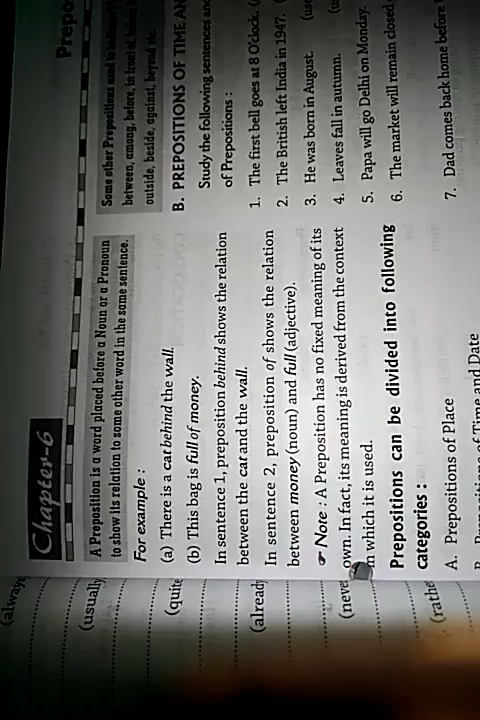 (always
(usually
(quite
(already
(never
(rathe
Chapter-6
Prepo
A Preposition is a word placed before a Noun or a Pronoun
to show its relation to some other word in the same sentence.
For example :
(a) There is a cat behind the wall.
(b) This bag is full of money.
In sentence 1, preposition behind shows the relation
between the cat and the wall.
In sentence 2, preposition of shows the relation
between money (noun) and full (adjective).
☞ Note : A Preposition has no fixed meaning of its
own. In fact, its meaning is derived from the context
m which it is used.
Prepositions can be divided into following
categories :
A. Prepositions of Place
B. Prepositions of Time and Date
Some other Prepositions used
between, among, before, in front of,
outside, beside, against, beyond etc.
B. PREPOSITIONS OF TIME AN
Study the following sentences and
of Prepositions :
1. The first bell goes at 8 O'clock. (
2. The British left India in 1947. (
3. He was born in August. (use
4. Leaves fall in autumn. (u
5. Papa will go Delhi on Monday.
6. The market will remain closed
7. Dad comes back home before